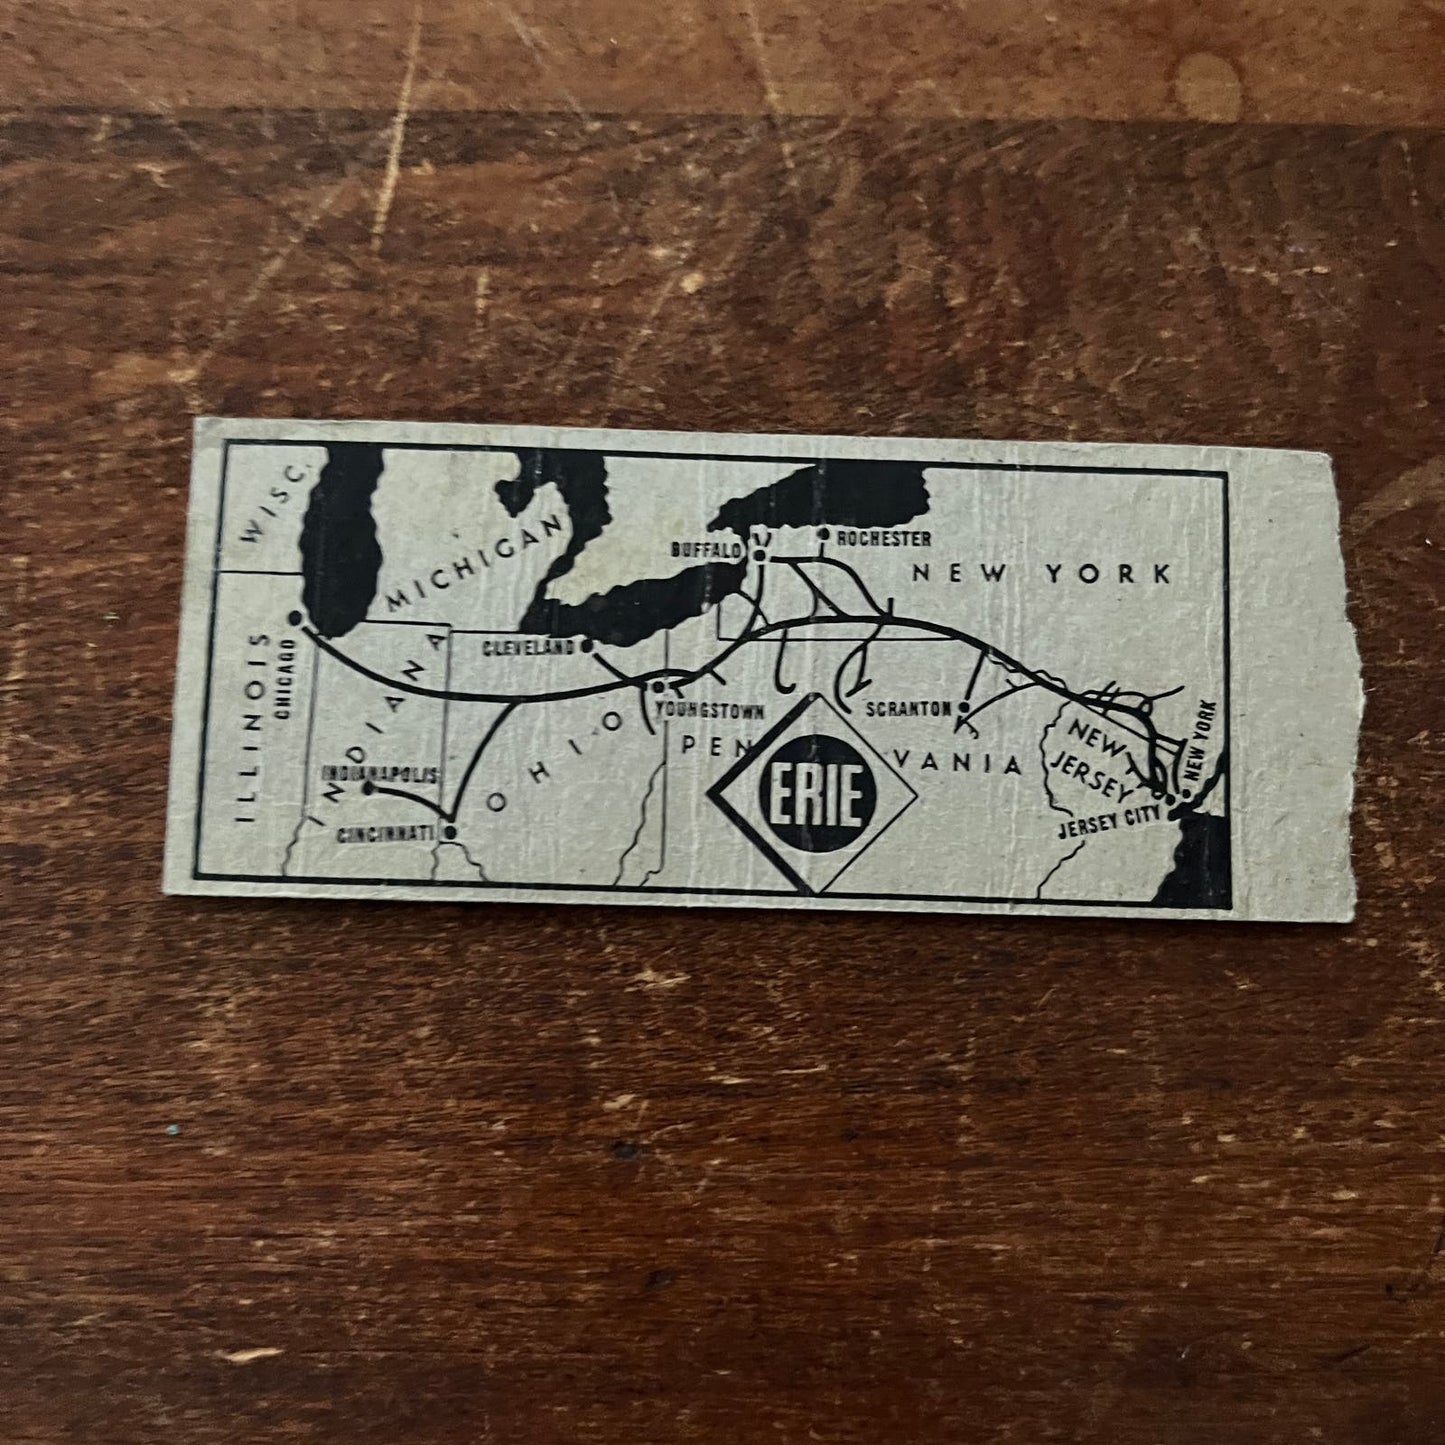 WISC.
MICHIGAN
BUFFALO
ROCHESTER
NEW YORK
ILLINOIS
CHICAGO
INDIANA
CLEVELAND
OHIO
YOUNGSTOWN
SCRANTON
PEN
VANIA
ERIE
INDIANAPOLIS
CINCINNATI
NEW
JERSEY
JERSEY CITY
NEW YORK